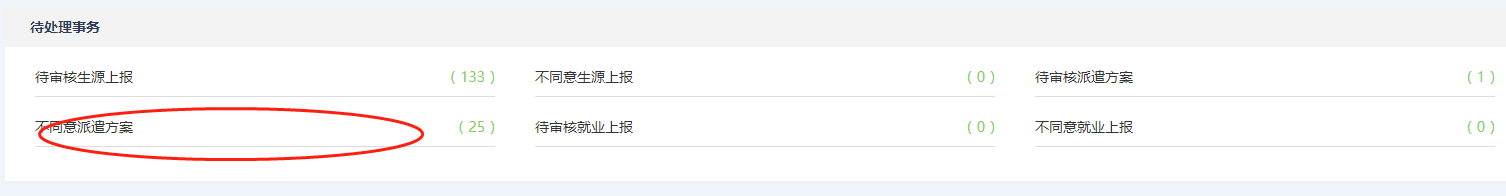 待处理事务
待审核生源上报 ( 133 ) 不同意生源上报 ( 0 ) 待审核派遣方案 ( 1 )
不同意派遣方案 ( 25 ) 待审核就业上报 ( 0 ) 不同意就业上报 ( 0 )